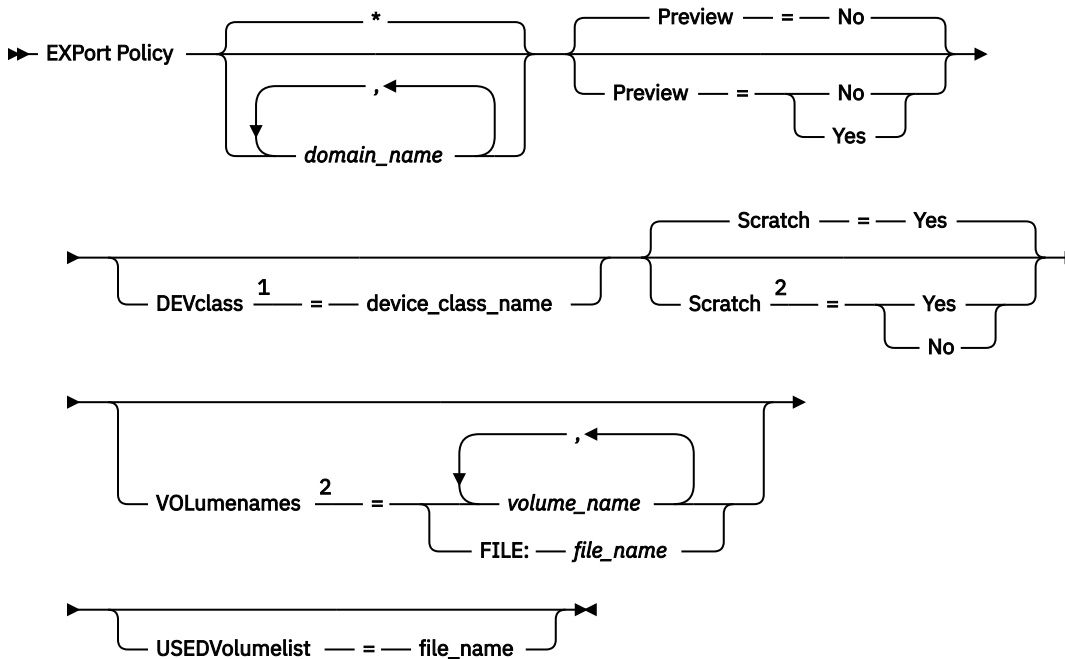 *
Preview = No
EXPort Policy
,
Preview = No
Yes
domain_name
Scratch = Yes
DEVclass 1 = device_class_name
Scratch 2 = Yes
No
,
VOLumenames 2 = volume_name
FILE: file_name
USEDVolumelist = file_name